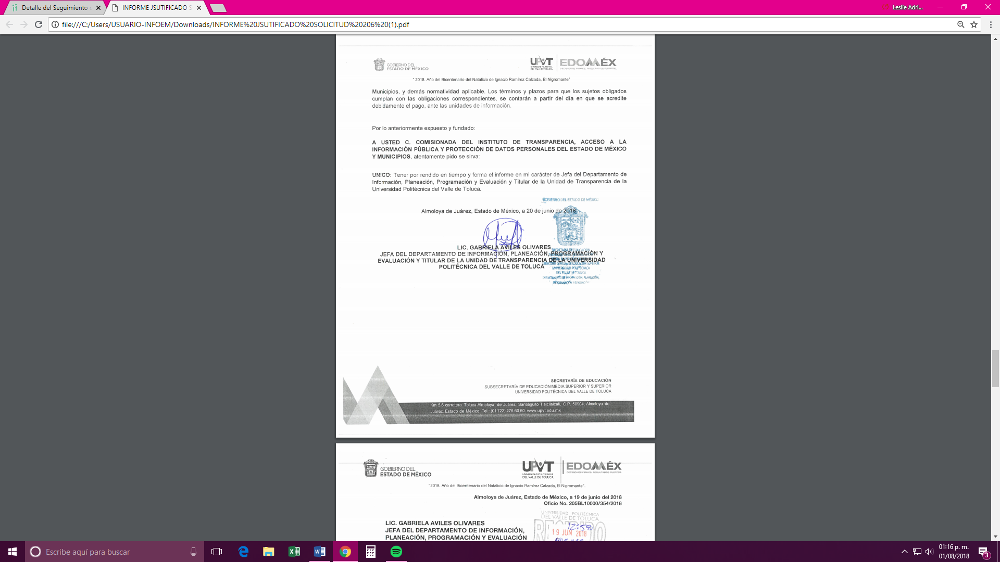 Detalle del Seguimiento
INFORME JSUTIFICADO S
Leslie Adri...
file:///C:/Users/USUARIO-INFOEM/Downloads/INFORME%20JSUTIFICADO%20SOLICITUD%20206%20(1).pdf
GOBIERNO DEL
ESTADO DE MÉXICO
UPVT
UNIVERSIDAD POLITÉCNICA
DEL VALLE DE TOLUCA
EDOMÉX
DECISIONES FIRMES, RESULTADOS FUERTES.
" 2018. Año del Bicentenario del Natalicio de Ignacio Ramírez Calzada, El Nigromante"
Municipios, y demás normatividad aplicable. Los términos y plazos para que los sujetos obligados
cumplan con las obligaciones correspondientes, se contarán a partir del día en que se acredite
debidamente el pago, ante las unidades de información.
Por lo anteriormente expuesto y fundado:
A USTED C. COMISIONADA DEL INSTITUTO DE TRANSPARENCIA, ACCESO A LA
INFORMACIÓN PÚBLICA Y PROTECCIÓN DE DATOS PERSONALES DEL ESTADO DE MÉXICO
Y MUNICIPIOS, atentamente pido se sirva:
UNICO: Tener por rendido en tiempo y forma el informe en mi carácter de Jefa del Departamento de
Información, Planeación, Programación y Evaluación y Titular de la Unidad de Transparencia de la
Universidad Politécnica del Valle de Toluca.
GOBIERNO DEL ESTADO DE MÉXICO
Almoloya de Juárez, Estado de México, a 20 de junio de 2018.
LIC. GABRIELA AVILES OLIVARES
JEFA DEL DEPARTAMENTO DE INFORMACIÓN, PLANEACIÓN, PROGRAMACIÓN Y
EVALUACIÓN Y TITULAR DE LA UNIDAD DE TRANSPARENCIA DE LA UNIVERSIDAD
POLITÉCNICA DEL VALLE DE TOLUCA
SECRETARÍA DE EDUCACIÓN
DIRECCIÓN GENERAL DE EDUCACIÓN SUPERIOR
UNIVERSIDAD POLITÉCNICA
DEL VALLE DE TOLUCA
DEPARTAMENTO DE INFORMACIÓN, PLANEACIÓN,
PROGRAMACIÓN Y EVALUACIÓN
SECRETARÍA DE EDUCACIÓN
SUBSECRETARÍA DE EDUCACIÓN MEDIA SUPERIOR Y SUPERIOR
UNIVERSIDAD POLITÉCNICA DEL VALLE DE TOLUCA
Km 5.6 carretera Toluca-Almoloya de Juárez, Santiaguito Tlalcilalcali, C.P. 50904, Almoloya de
Juárez, Estado de México. Tel.: (01 722) 276 60 60. www.upvt.edu.mx
GOBIERNO DEL
ESTADO DE MÉXICO
UPVT
UNIVERSIDAD POLITÉCNICA
DEL VALLE DE TOLUCA
EDOMÉX
DECISIONES FIRMES, RESULTADOS FUERTES.
"2018. Año del Bicentenario del Natalicio de Ignacio Ramírez Calzada, El Nigromante".
Almoloya de Juárez, Estado de México, a 19 de junio del 2018
Oficio No. 205BL10000/354/2018
UNIVERSIDAD POLITÉCNICA
DEL VALLE DE TOLUCA
RECIBIDO
12:58
19 JUN 2018
LIC. GABRIELA AVILES OLIVARES
JEFA DEL DEPARTAMENTO DE INFORMACIÓN,
PLANEACIÓN, PROGRAMACIÓN Y EVALUACIÓN
Escribe aquí para buscar
01:16 p. m.
01/08/2018
3